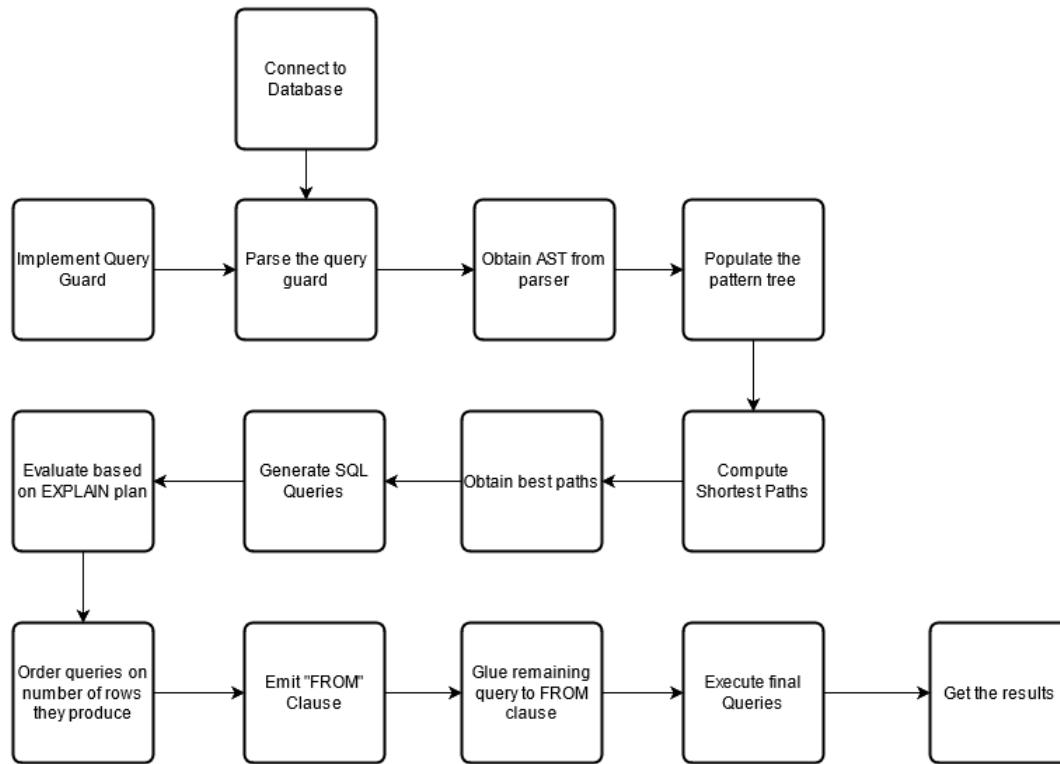 Connect to
Database
Implement Query
Guard
Parse the query
guard
Obtain AST from
parser
Populate the
pattern tree
Compute
Shortest Paths
Obtain best paths
Generate SQL
Queries
Evaluate based
on EXPLAIN plan
Order queries on
number of rows
they produce
Emit "FROM"
Clause
Glue remaining
query to FROM
clause
Execute final
Queries
Get the results